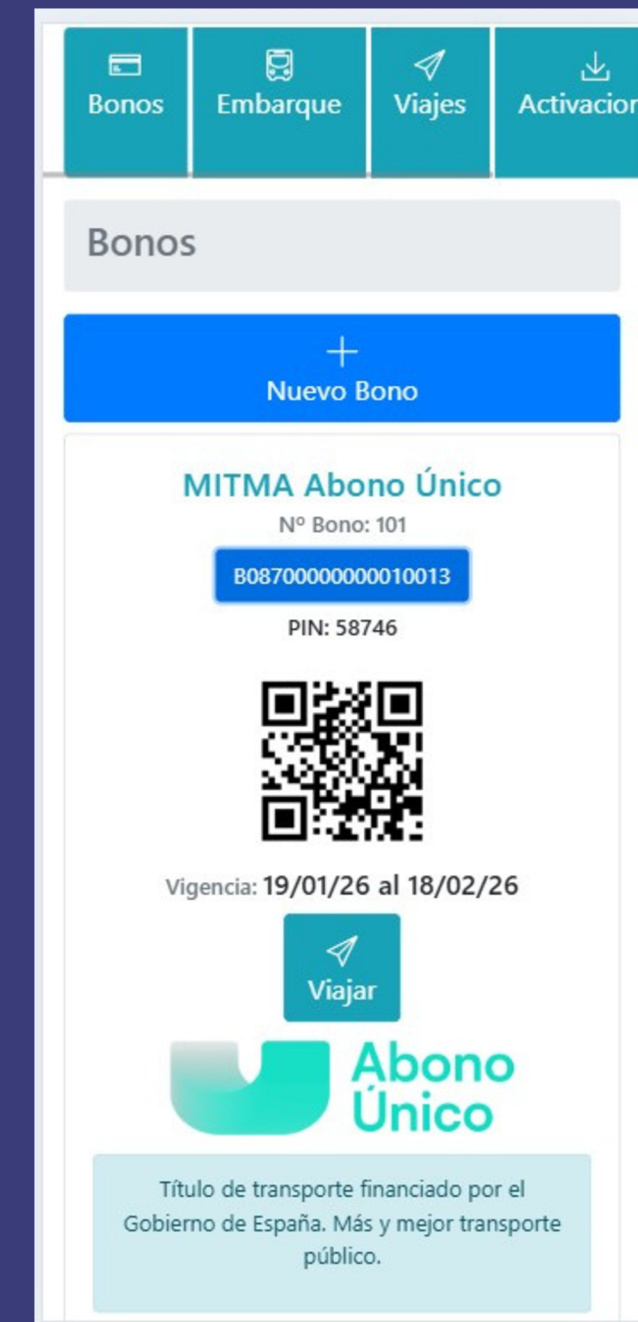 Bonos
Embarque
Viajes
Activacion
Bonos
Nuevo Bono
MITMA Abono Único
Nº Bono: 101
B08700000000010013
PIN: 58746
Vigencia: 19/01/26 al 18/02/26
Viajar
Abono
Único
Título de transporte financiado por el
Gobierno de España. Más y mejor transporte
público.